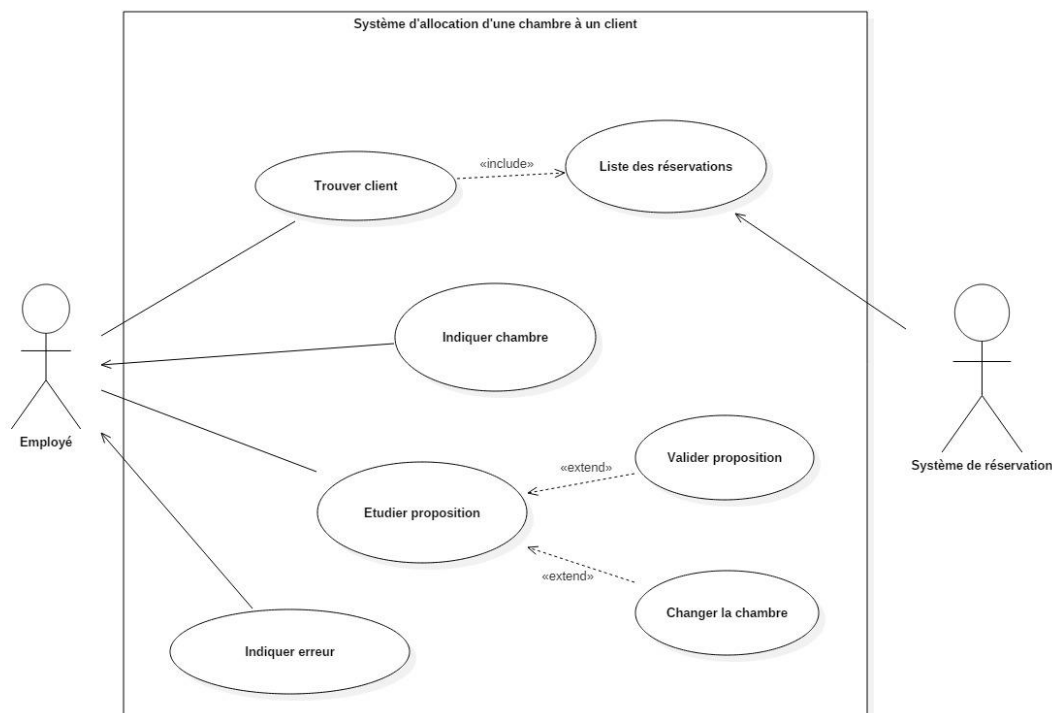 Système d'allocation d'une chambre à un client
«include»
Liste des réservations
Trouver client
Indiquer chambre
Employé
Valider proposition
Système de réservation
«extend»
Etudier proposition
«extend»
Changer la chambre
Indiquer erreur